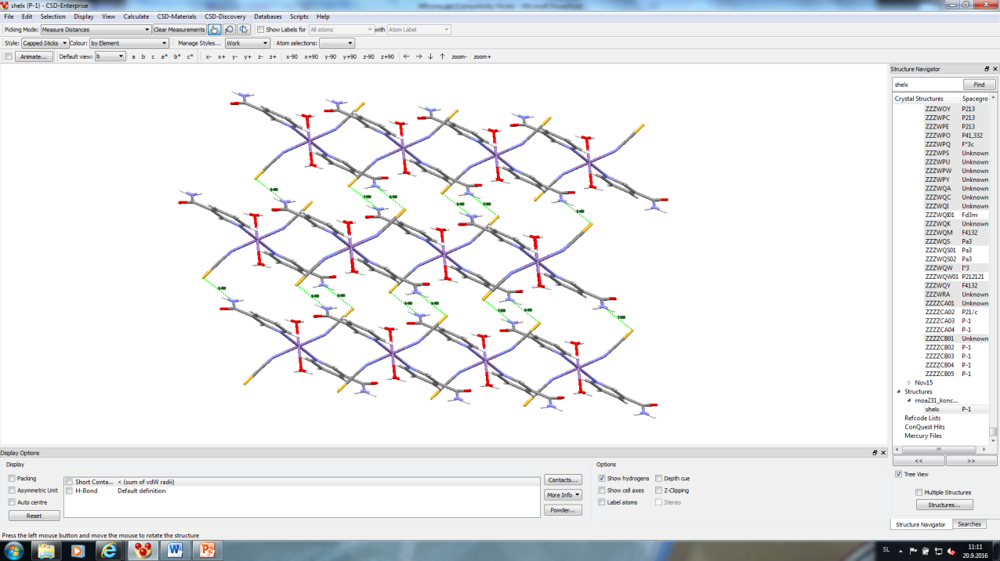 shelx (P-1) - CSD-Enterprise
File Edit Selection Display View Calculate CSD-Materials CSD-Discovery Databases Scripts Help
Picking Mode: Measure Distances Clear Measurements Show Labels for All atoms with Atom Label
Style: Capped Sticks Colour: by Element Manage Styles... Work Atom selections:
Animate... Default view: b a b c a* b* c* x- x+ y- y+ z- z+ x-90 x+90 y-90 y+90 z-90 z+90 zoom- zoom+
Structure Navigator
shelx Find
Crystal Structures Spacegro
ZZZWOY P213
ZZZWPC P213
ZZZWPE P213
ZZZWPO P41,332
ZZZWPQ F*3c
ZZZWPS Unknown
ZZZWPU Unknown
ZZZWPW Unknown
ZZZWPY Unknown
ZZZWQA Unknown
ZZZWQC Unknown
ZZZWQI Unknown
ZZZWQI01 Fd3m
ZZZWQK Unknown
ZZZWQM F4132
ZZZWQS Pa3
ZZZWQS01 Pa3
ZZZWQS02 Pa3
ZZZWQW I*3
ZZZWQW01 P212121
ZZZWQY F4132
ZZZWRA Unknown
ZZZZCA01 Unknown
ZZZZCA02 P21/c
ZZZZCA03 P-1
ZZZZCA04 P-1
ZZZZCB01 Unknown
ZZZZCB02 P-1
ZZZZCB03 P-1
ZZZZCB04 P-1
ZZZZCB05 P-1
Nov15
Structures
moa231_konc...
shelx P-1
Refcode Lists
ConQuest Hits
Mercury Files
<< >>
Tree View
Multiple Structures
Structures...
Structure Navigator Searches
Display Options
Display
Packing
Asymmetric Unit
Auto centre
Reset
Short Conta... < (sum of vdW radii)
H-Bond Default definition
Contacts...
More Info
Powder...
Options
Show hydrogens Depth cue
Show cell axes Z-Clipping
Label atoms Stereo
Press the left mouse button and move the mouse to rotate the structure
SL 11:11
20.9.2016